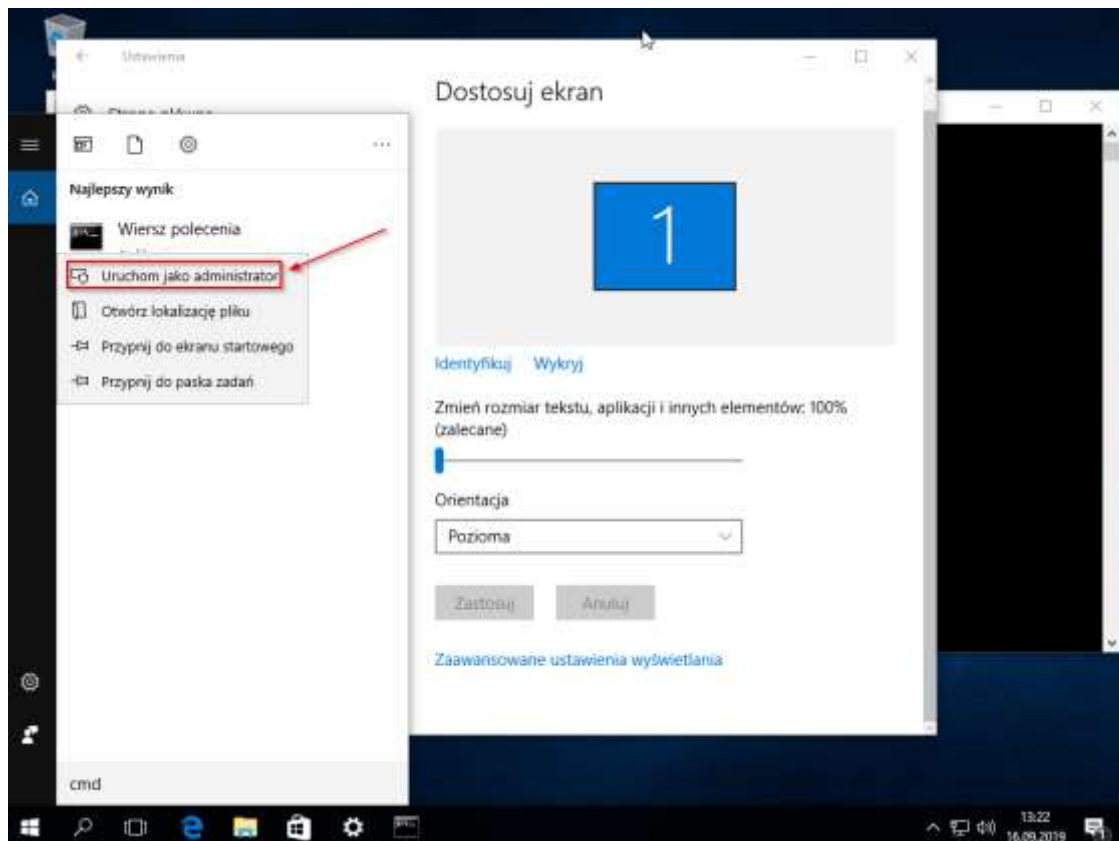 Ustawienia
Dostosuj ekran
Najlepszy wynik
Wiersz polecenia
Uruchom jako administrator
Otwórz lokalizację pliku
Przypnij do ekranu startowego
Przypnij do paska zadań
cmd
1
Identyfikuj Wykryj
Zmień rozmiar tekstu, aplikacji i innych elementów: 100%
(zalecane)
Orientacja
Pozioma
Zastosuj Anuluj
Zaawansowane ustawienia wyświetlania
13:22
16.09.2019